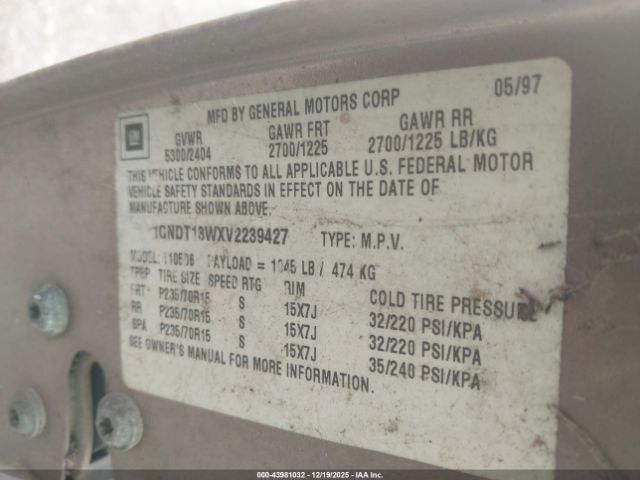 MFD BY GENERAL MOTORS CORP 05/97
GM
GVWR GAWR FRT GAWR RR
5300/2404 2700/1225 2700/1225 LB/KG
THIS VEHICLE CONFORMS TO ALL APPLICABLE U.S. FEDERAL MOTOR
VEHICLE SAFETY STANDARDS IN EFFECT ON THE DATE OF
MANUFACTURE SHOWN ABOVE.
1GNDT13WXV2239427 TYPE: M.P.V.
MODEL: PAYLOAD = LB / 474 KG
TIRE SIZE SPEED RTG RIM COLD TIRE PRESSURE
FRT P235/70R15 S 15X7J 32/220 PSI/KPA
RR P235/70R15 S 15X7J 32/220 PSI/KPA
SPA P235/70R15 S 15X7J 35/240 PSI/KPA
SEE OWNER'S MANUAL FOR MORE INFORMATION.
000-43981032 - 12/19/2025 - IAA Inc.